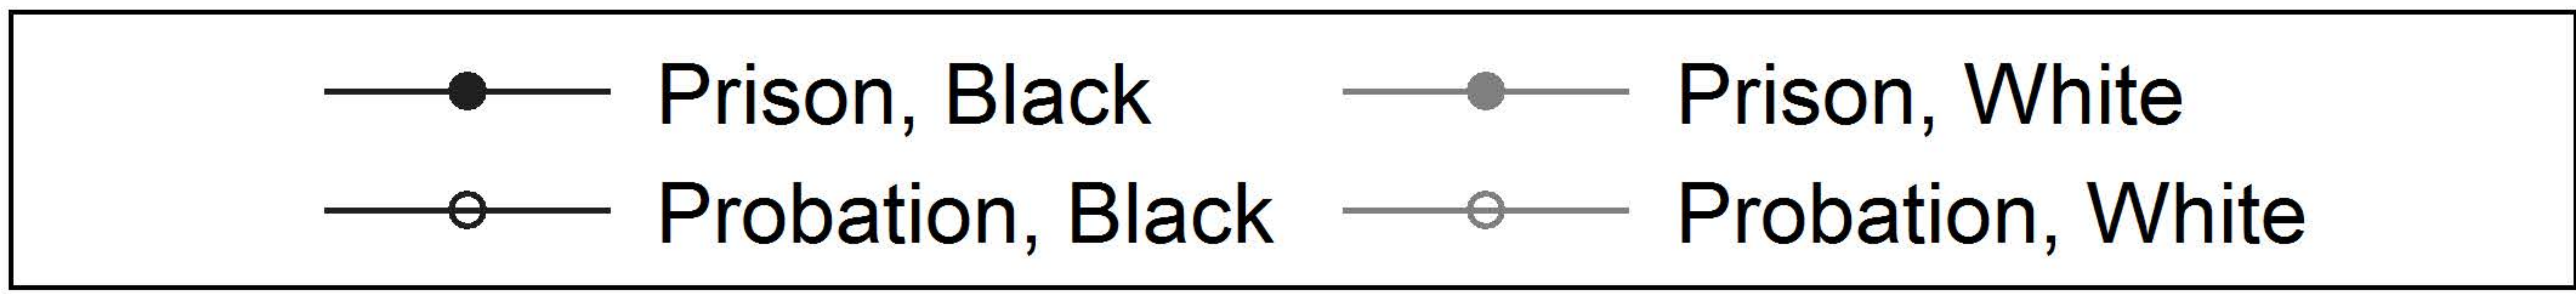 Prison, Black Prison, White
Probation, Black Probation, White